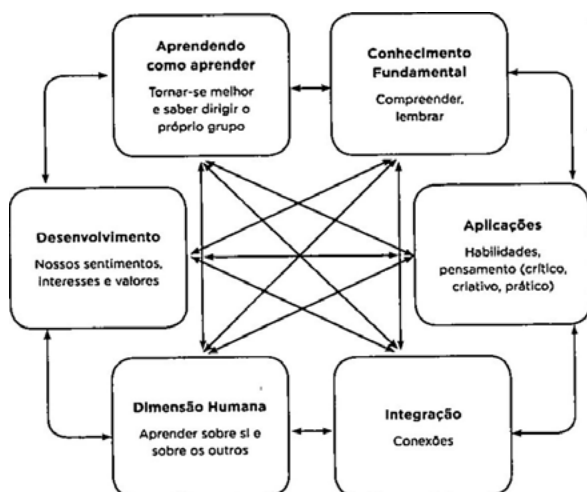 Aprendendo
como aprender
Tornar-se melhor
e saber dirigir o
próprio grupo
Conhecimento
Fundamental
Compreender,
lembrar
Desenvolvimento
Nossos sentimentos,
interesses e valores
Aplicações
Habilidades,
pensamento (crítico,
criativo, prático)
Dimensão Humana
Aprender sobre si e
sobre os outros
Integração
Conexões